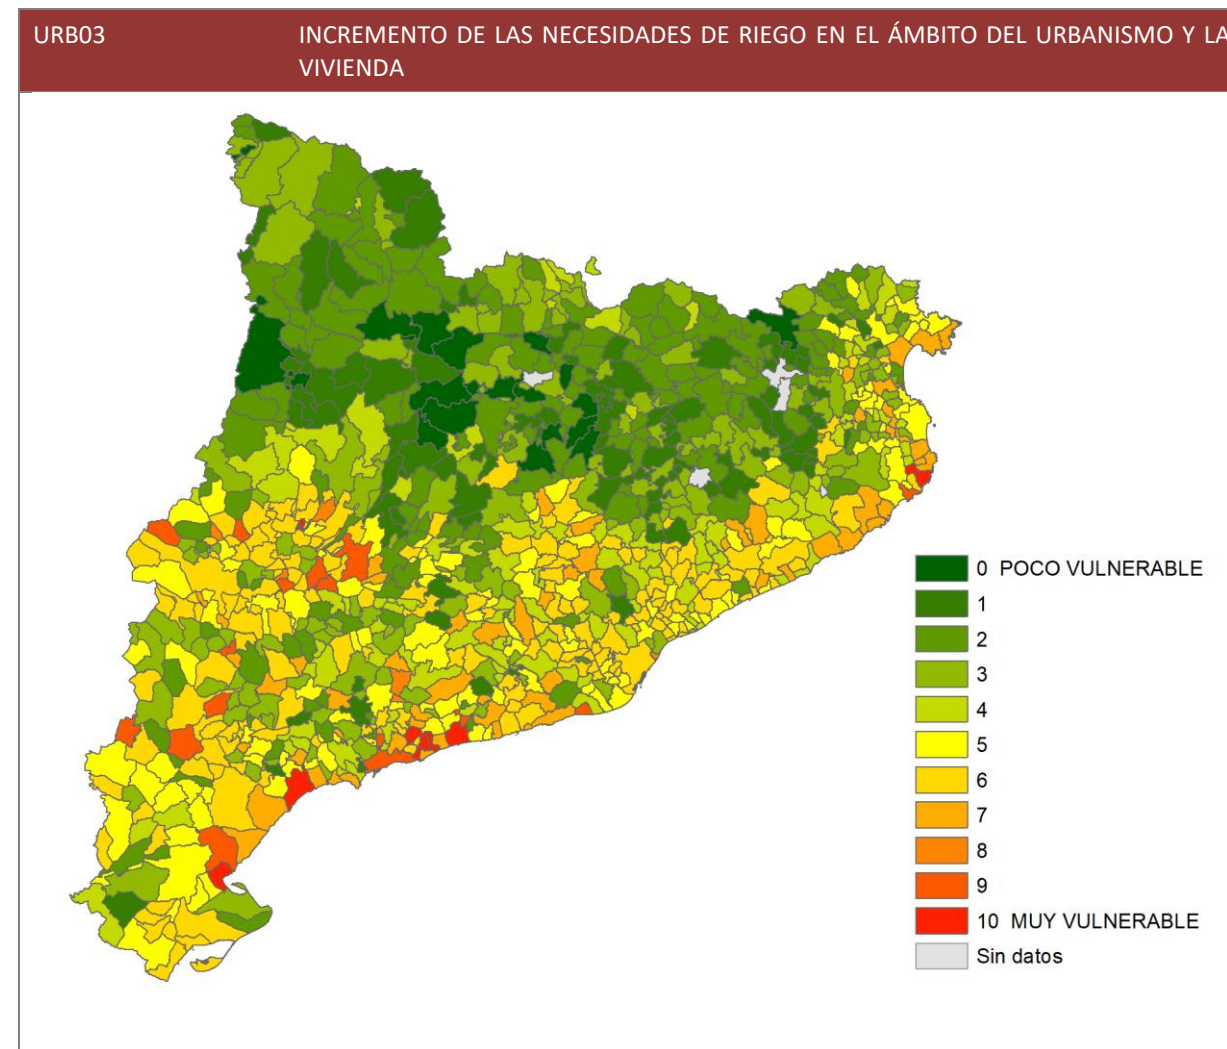 URB03
INCREMENTO DE LAS NECESIDADES DE RIEGO EN EL ÁMBITO DEL URBANISMO Y LA
VIVIENDA
0 POCO VULNERABLE
1
2
3
4
5
6
7
8
9
10 MUY VULNERABLE
Sin datos